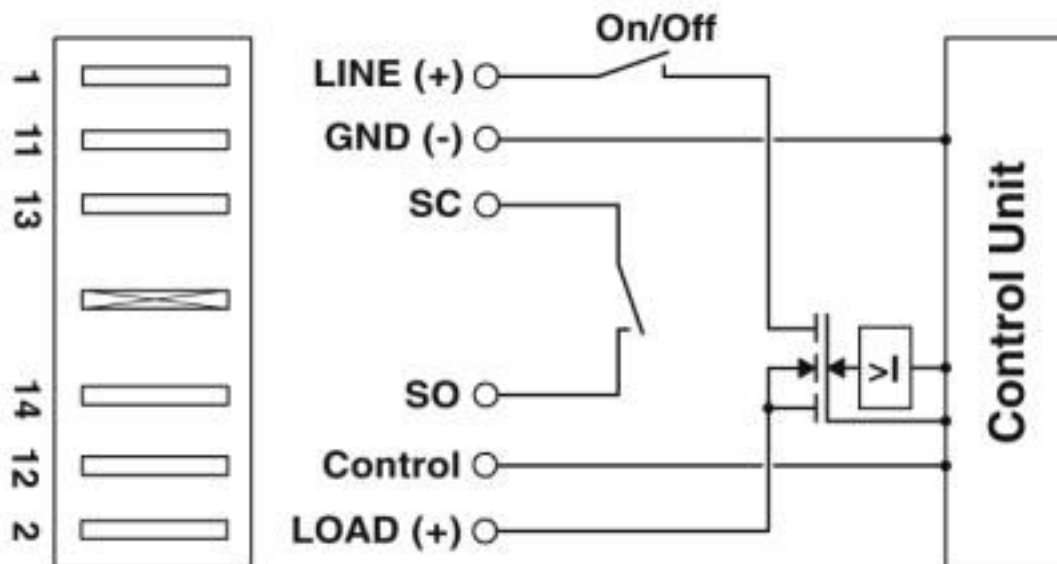 On/Off
1 LINE (+)
11 GND (-)
13 SC
14 SO
12 Control
2 LOAD (+)
>I
Control Unit